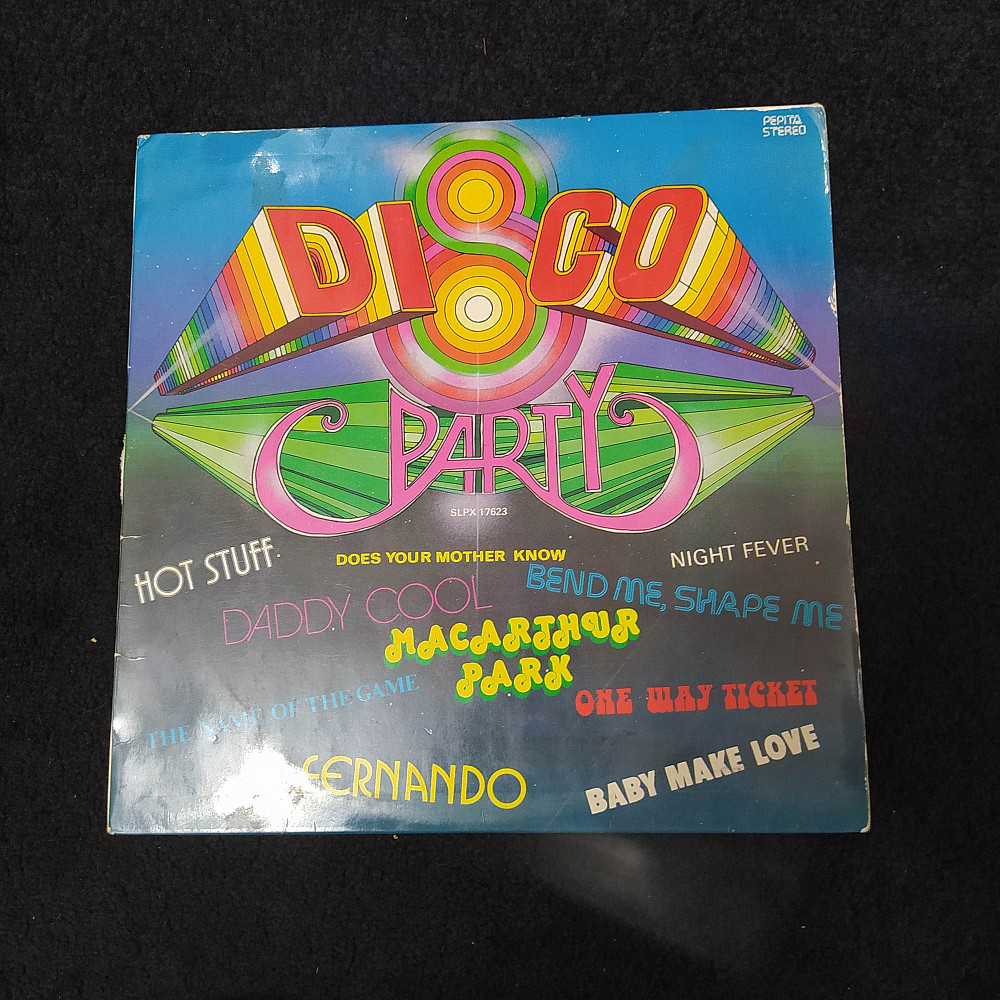 PEPITA
STEREO
DISCO
PARTY
SLPX 17623
HOT STUFF
DOES YOUR MOTHER KNOW
NIGHT FEVER
DADDY COOL
BEND ME, SHAPE ME
MACARTHUR
PARK
THE NAME OF THE GAME
ONE WAY TICKET
FERNANDO
BABY MAKE LOVE